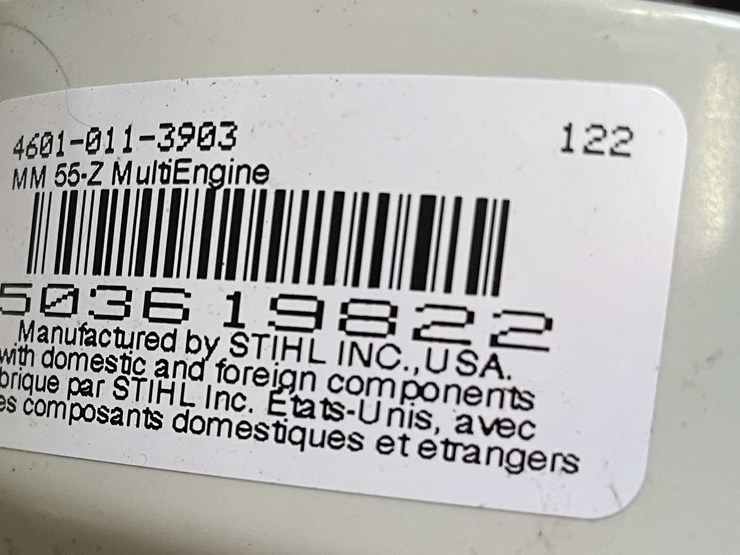 4601-011-3903 122
MM 55-Z MultiEngine
503619822
Manufactured by STIHL INC., USA.
with domestic and foreign components
brique par STIHL Inc. États-Unis, avec
es composants domestiques et etrangers